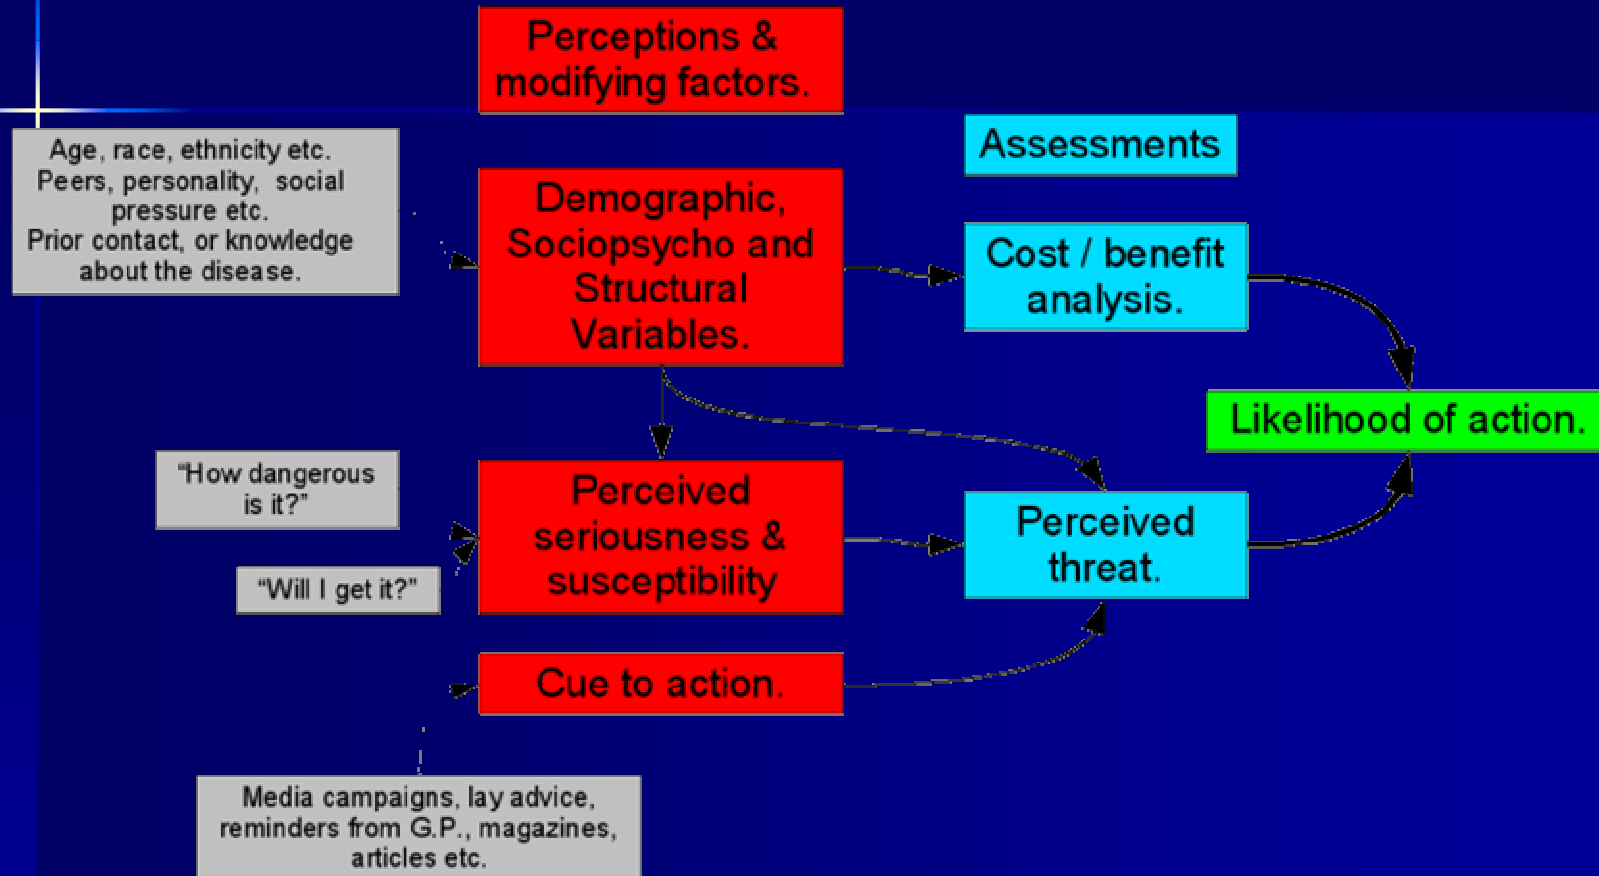 Perceptions &
modifying factors.
Assessments
Age, race, ethnicity etc.
Peers, personality, social
pressure etc.
Prior contact, or knowledge
about the disease.
Demographic,
Sociopsycho and
Structural
Variables.
Cost / benefit
analysis.
Likelihood of action.
“How dangerous
is it?”
“Will I get it?”
Perceived
seriousness &
susceptibility
Perceived
threat.
Cue to action.
Media campaigns, lay advice,
reminders from G.P., magazines,
articles etc.